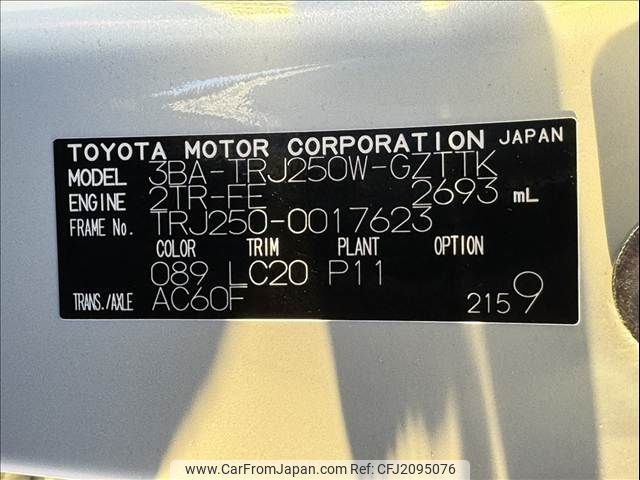 TOYOTA MOTOR CORPORATION JAPAN
MODEL 3BA-TRJ250W-GZTTK
ENGINE 2TR-FE 2693 mL
FRAME No. TRJ250-0017623
COLOR TRIM PLANT OPTION
089 LC20 P11
TRANS./AXLE AC60F 2159
www.CarFromJapan.com Ref: CFJ2095076